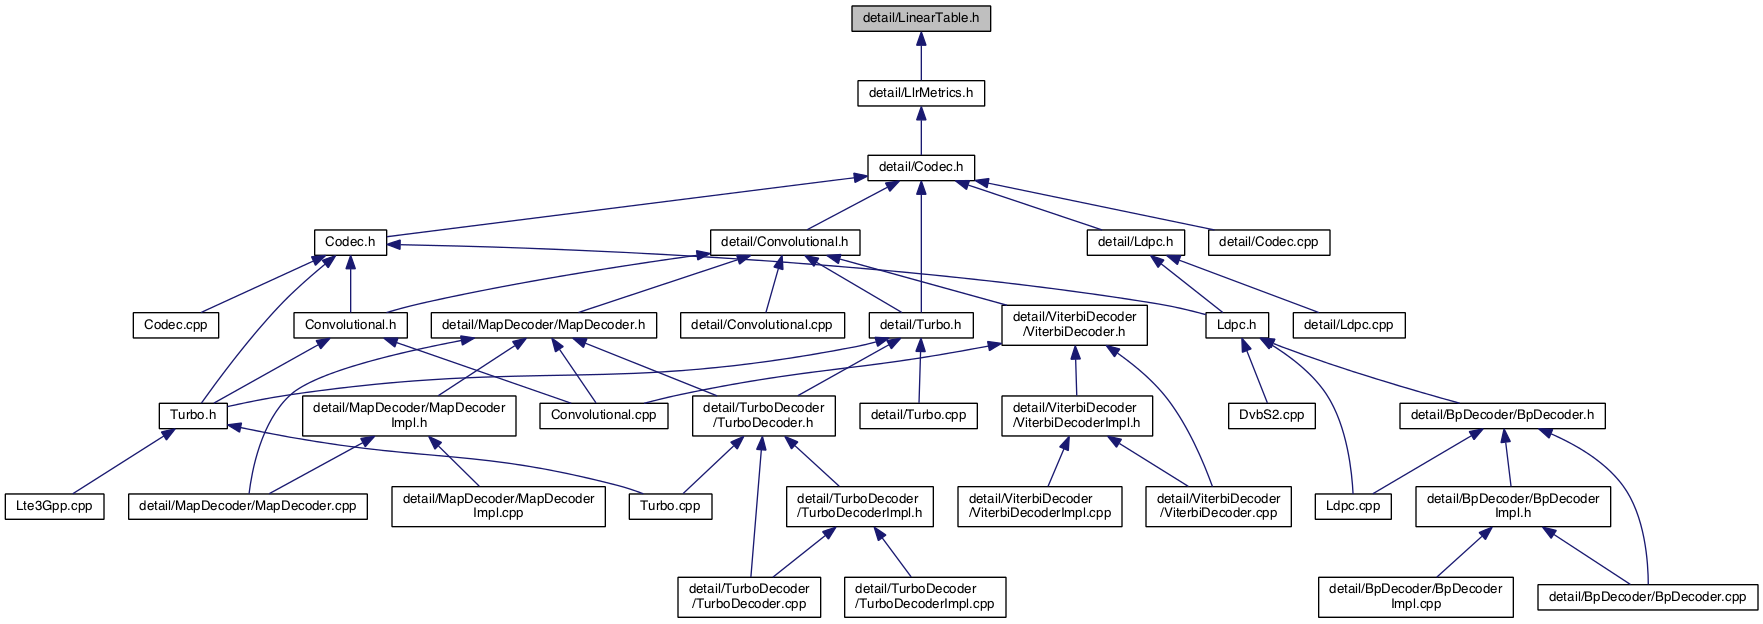 detail/LinearTable.h
detail/LlrMetrics.h
detail/Codec.h
Codec.h
detail/Convolutional.h
detail/Ldpc.h
detail/Codec.cpp
Codec.cpp
Convolutional.h
detail/MapDecoder/MapDecoder.h
detail/Convolutional.cpp
detail/Turbo.h
detail/ViterbiDecoder
/ViterbiDecoder.h
Ldpc.h
detail/Ldpc.cpp
Turbo.h
detail/MapDecoder/MapDecoder
Impl.h
Convolutional.cpp
detail/TurboDecoder
/TurboDecoder.h
detail/Turbo.cpp
detail/ViterbiDecoder
/ViterbiDecoderImpl.h
DvbS2.cpp
detail/BpDecoder/BpDecoder.h
Lte3Gpp.cpp
detail/MapDecoder/MapDecoder.cpp
detail/MapDecoder/MapDecoder
Impl.cpp
Turbo.cpp
detail/TurboDecoder
/TurboDecoderImpl.h
detail/ViterbiDecoder
/ViterbiDecoderImpl.cpp
detail/ViterbiDecoder
/ViterbiDecoder.cpp
Ldpc.cpp
detail/BpDecoder/BpDecoder
Impl.h
detail/TurboDecoder
/TurboDecoder.cpp
detail/TurboDecoder
/TurboDecoderImpl.cpp
detail/BpDecoder/BpDecoder
Impl.cpp
detail/BpDecoder/BpDecoder.cpp